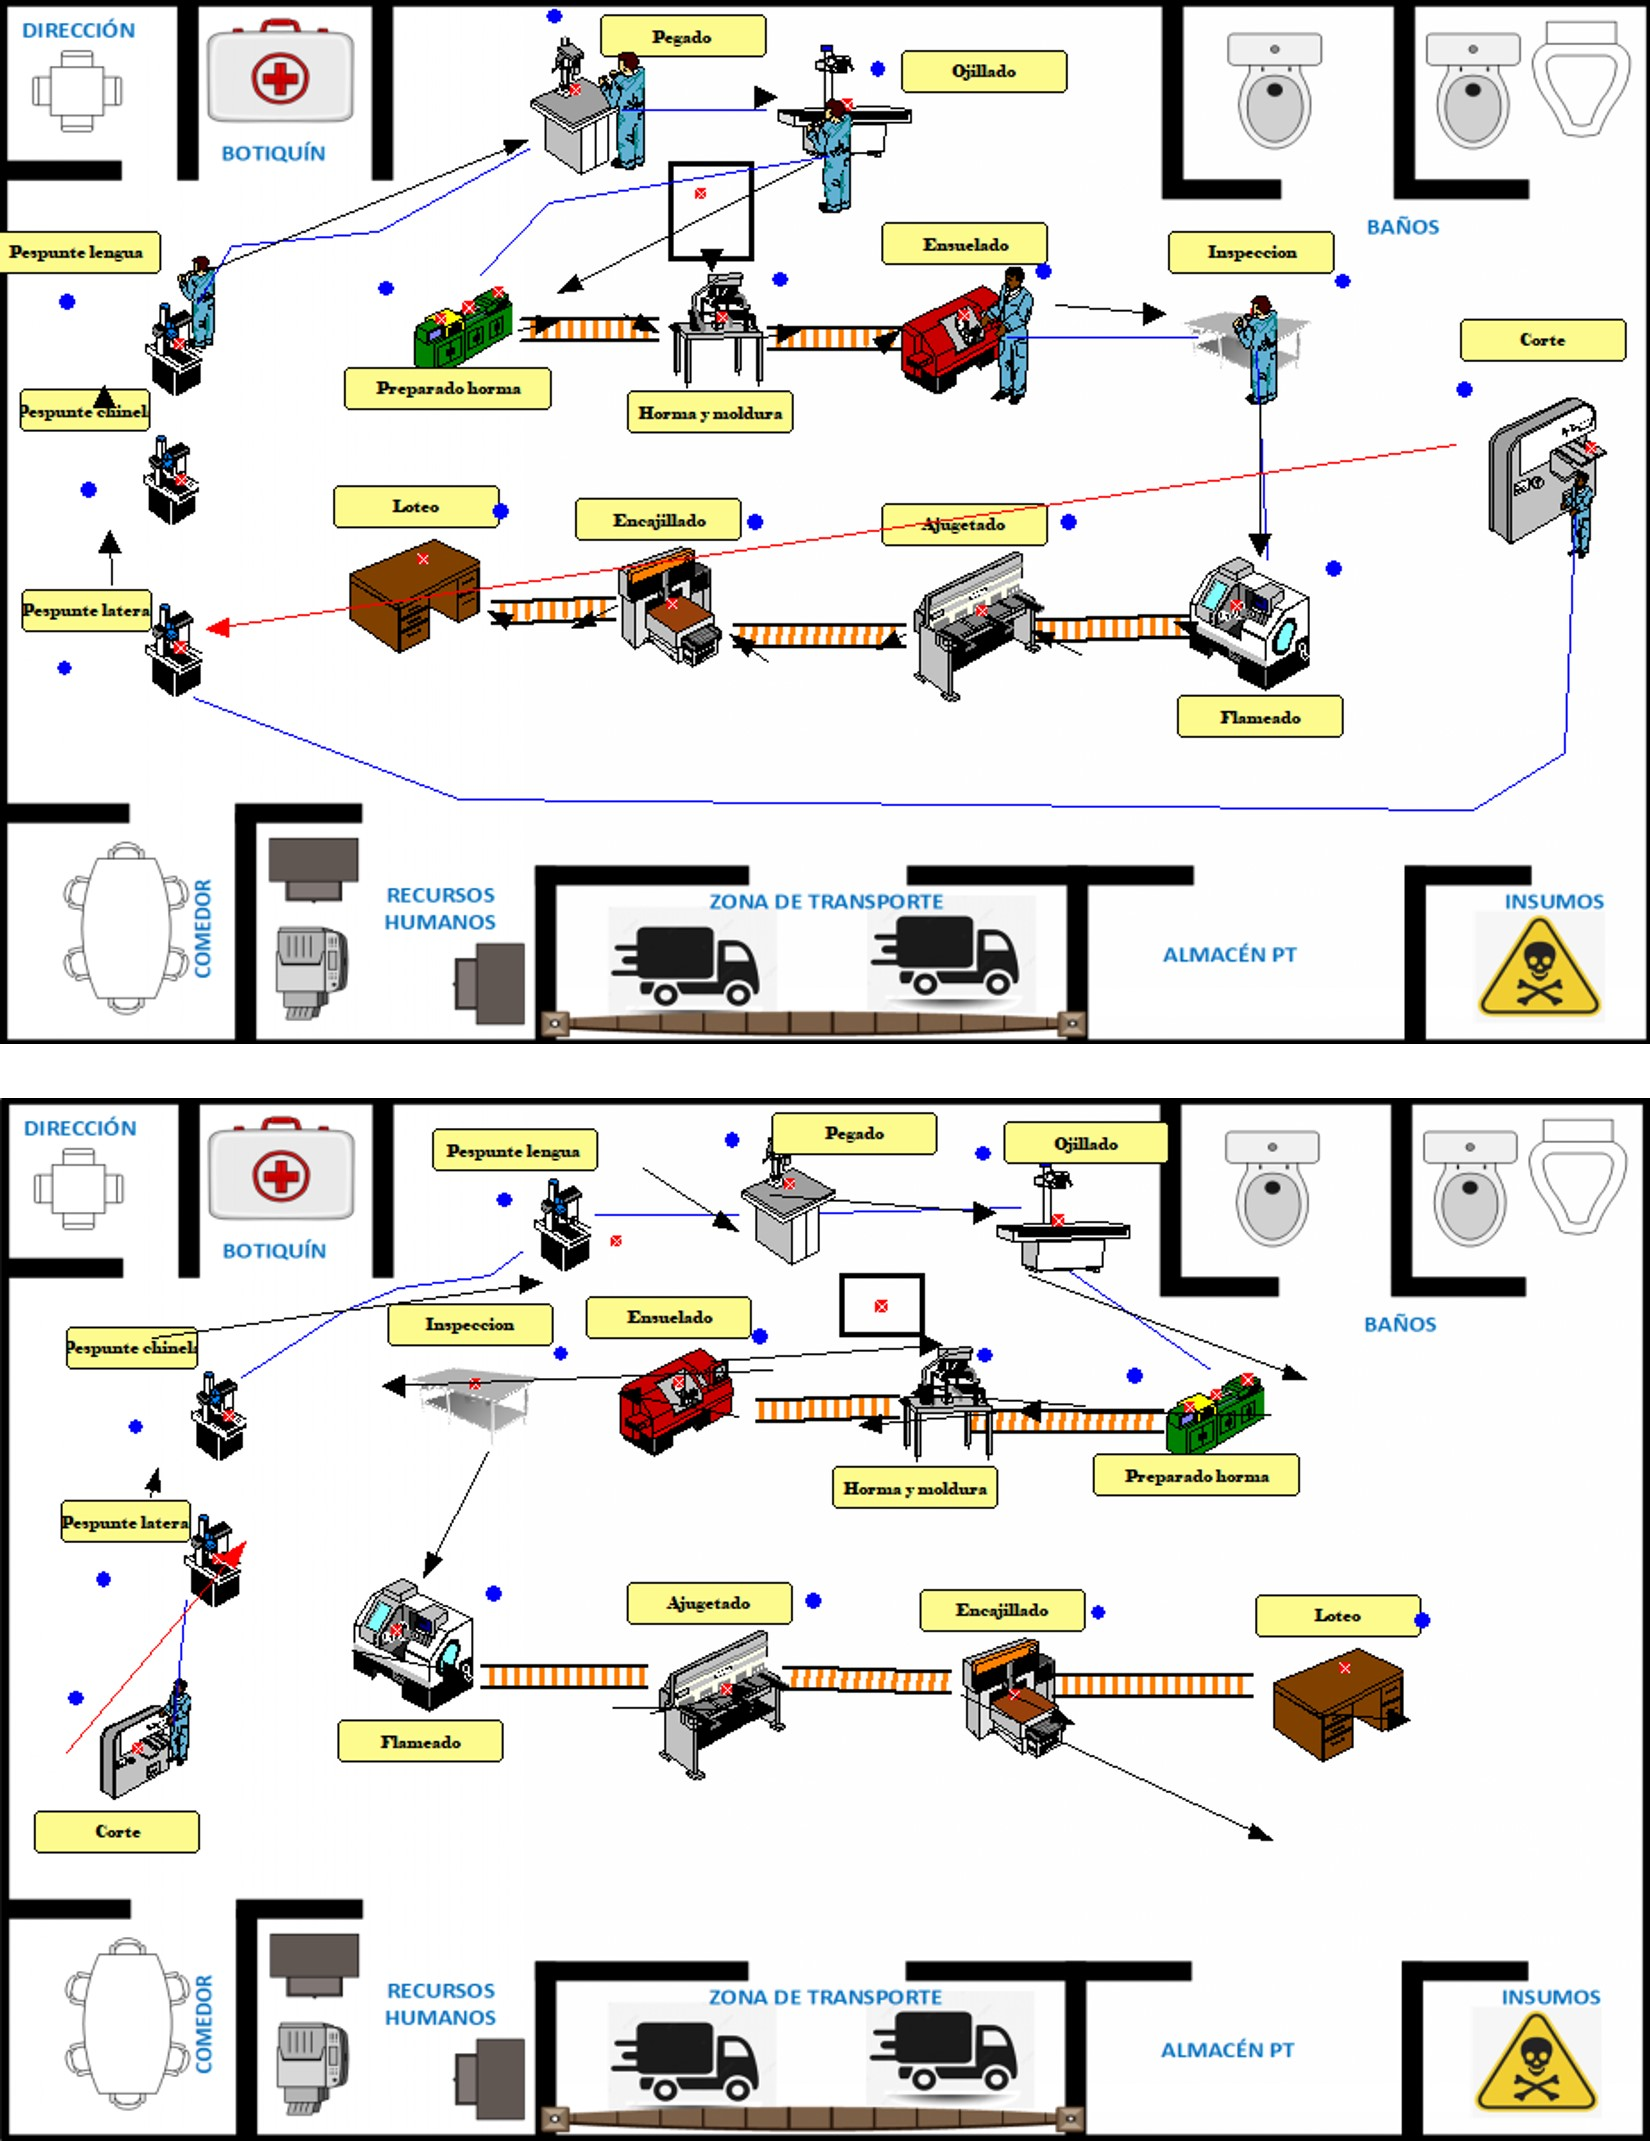 DIRECCIÓN
BOTIQUÍN
Pegado
Ojillado
BAÑOS
Pespunte lengua
Ensuelado
Inspeccion
Corte
Preparado horma
Horma y moldura
Pespunte chinel
Loteo
Encajillado
Ajugetado
Pespunte latera
Flameado
COMEDOR
RECURSOS
HUMANOS
ZONA DE TRANSPORTE
ALMACÉN PT
INSUMOS
DIRECCIÓN
BOTIQUÍN
Pespunte lengua
Pegado
Ojillado
BAÑOS
Pespunte chinela
Inspeccion
Ensuelado
Horma y moldura
Preparado horma
Pespunte latera
Ajugetado
Encajillado
Loteo
Flameado
Corte
COMEDOR
RECURSOS
HUMANOS
ZONA DE TRANSPORTE
ALMACÉN PT
INSUMOS